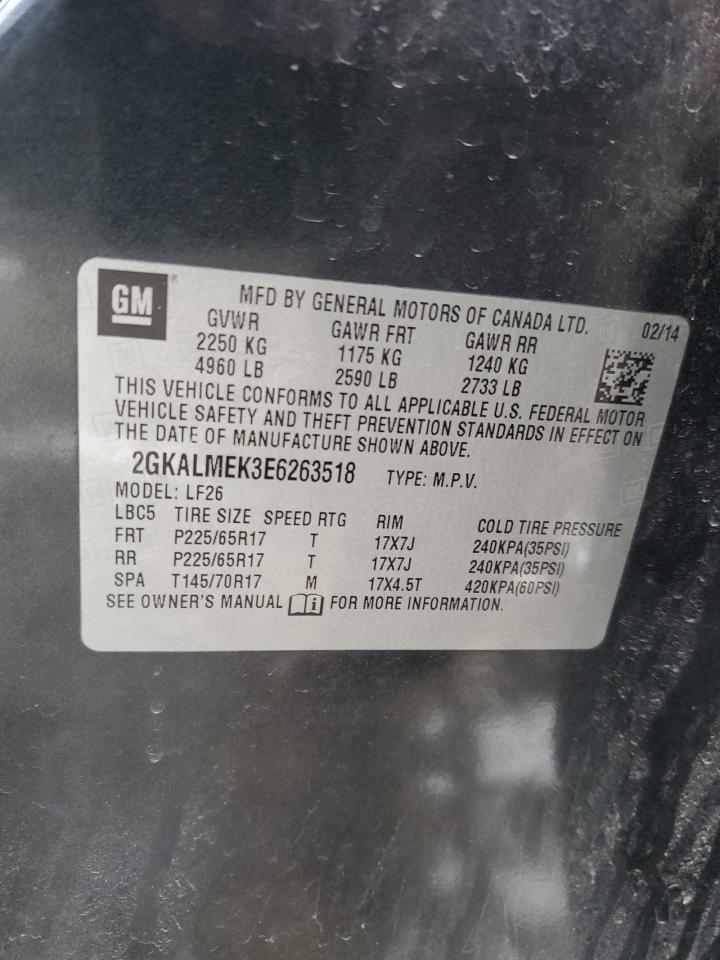 GM ® MFD BY GENERAL MOTORS OF CANADA LTD. 02/14
GVWR GAWR FRT GAWR RR
2250 KG 1175 KG 1240 KG
4960 LB 2590 LB 2733 LB
THIS VEHICLE CONFORMS TO ALL APPLICABLE U.S. FEDERAL MOTOR
VEHICLE SAFETY AND THEFT PREVENTION STANDARDS IN EFFECT ON
THE DATE OF MANUFACTURE SHOWN ABOVE.
2GKALMEK3E6263518 TYPE: M.P.V.
MODEL: LF26
LBC5 TIRE SIZE SPEED RTG RIM COLD TIRE PRESSURE
FRT P225/65R17 T 17X7J 240KPA(35PSI)
RR P225/65R17 T 17X7J 240KPA(35PSI)
SPA T145/70R17 M 17X4.5T 420KPA(60PSI)
SEE OWNER'S MANUAL i FOR MORE INFORMATION.